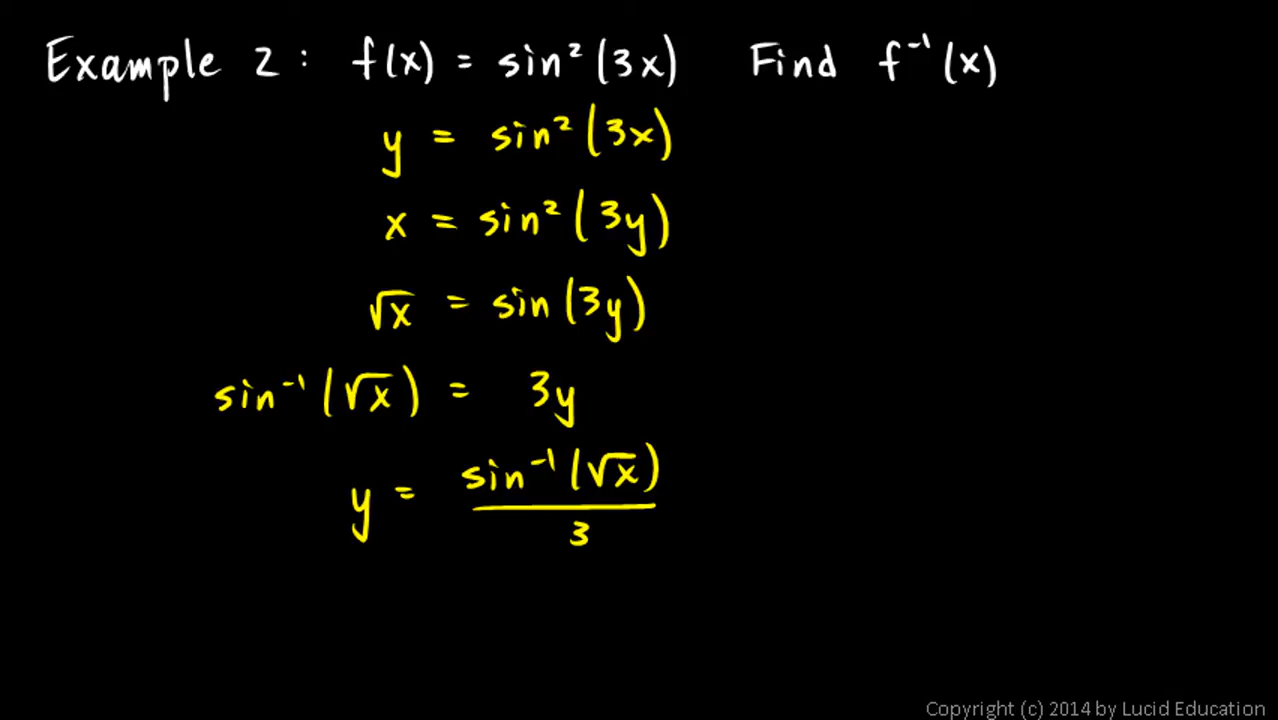 Example 2 : f(x) = sin²(3x) Find f⁻¹(x)
y = sin²(3x)
x = sin²(3y)
√x = sin(3y)
sin⁻¹(√x) = 3y
y = sin⁻¹(√x)
3
Copyright (c) 2014 by Lucid Education